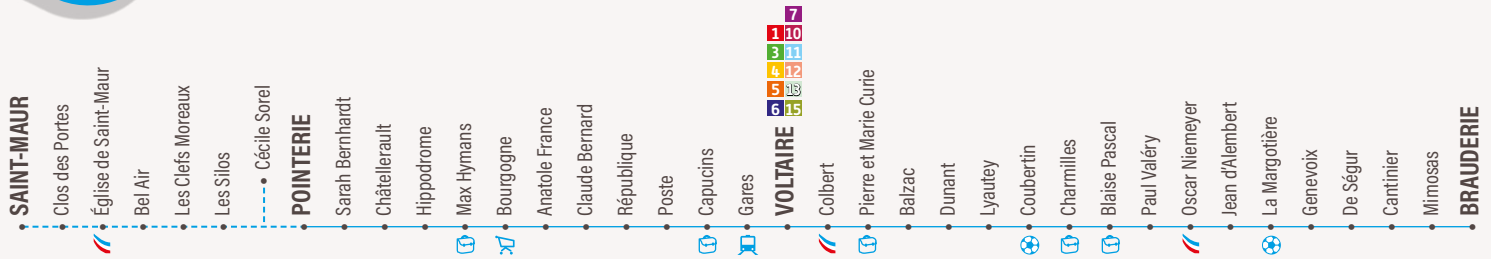 7
1 10
3 11
4 12
5 13
6 15
SAINT-MAUR
Clos des Portes
Église de Saint-Maur
Bel Air
Les Clefs Moreaux
Les Silos
Cécile Sorel
POINTERIE
Sarah Bernhardt
Châtellerault
Hippodrome
Max Hymans
Bourgogne
Anatole France
Claude Bernard
République
Poste
Capucins
Gares
VOLTAIRE
Colbert
Pierre et Marie Curie
Balzac
Dunant
Lyautey
Coubertin
Charmilles
Blaise Pascal
Paul Valéry
Oscar Niemeyer
Jean d'Alembert
La Margotière
Genevoix
De Ségur
Cantinier
Mimosas
BRAUDERIE